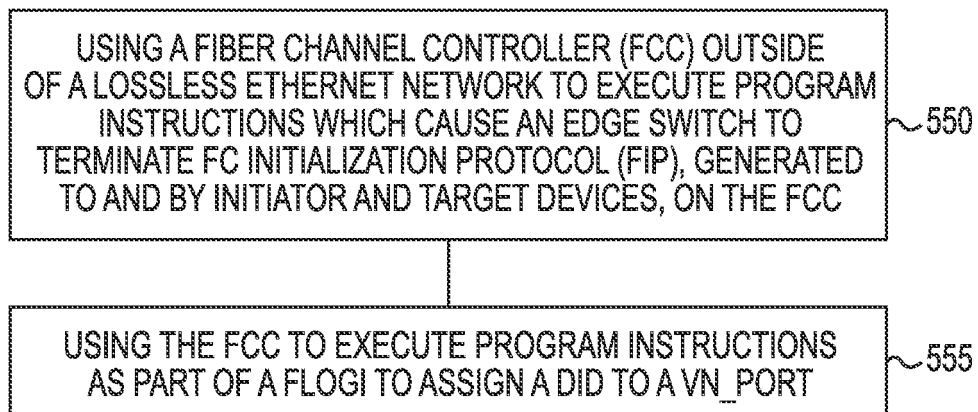 USING A FIBER CHANNEL CONTROLLER (FCC) OUTSIDE
OF A LOSSLESS ETHERNET NETWORK TO EXECUTE PROGRAM
INSTRUCTIONS WHICH CAUSE AN EDGE SWITCH TO
TERMINATE FC INITIALIZATION PROTOCOL (FIP), GENERATED
TO AND BY INITIATOR AND TARGET DEVICES, ON THE FCC
550
USING THE FCC TO EXECUTE PROGRAM INSTRUCTIONS
AS PART OF A FLOGI TO ASSIGN A DID TO A VN_PORT
555